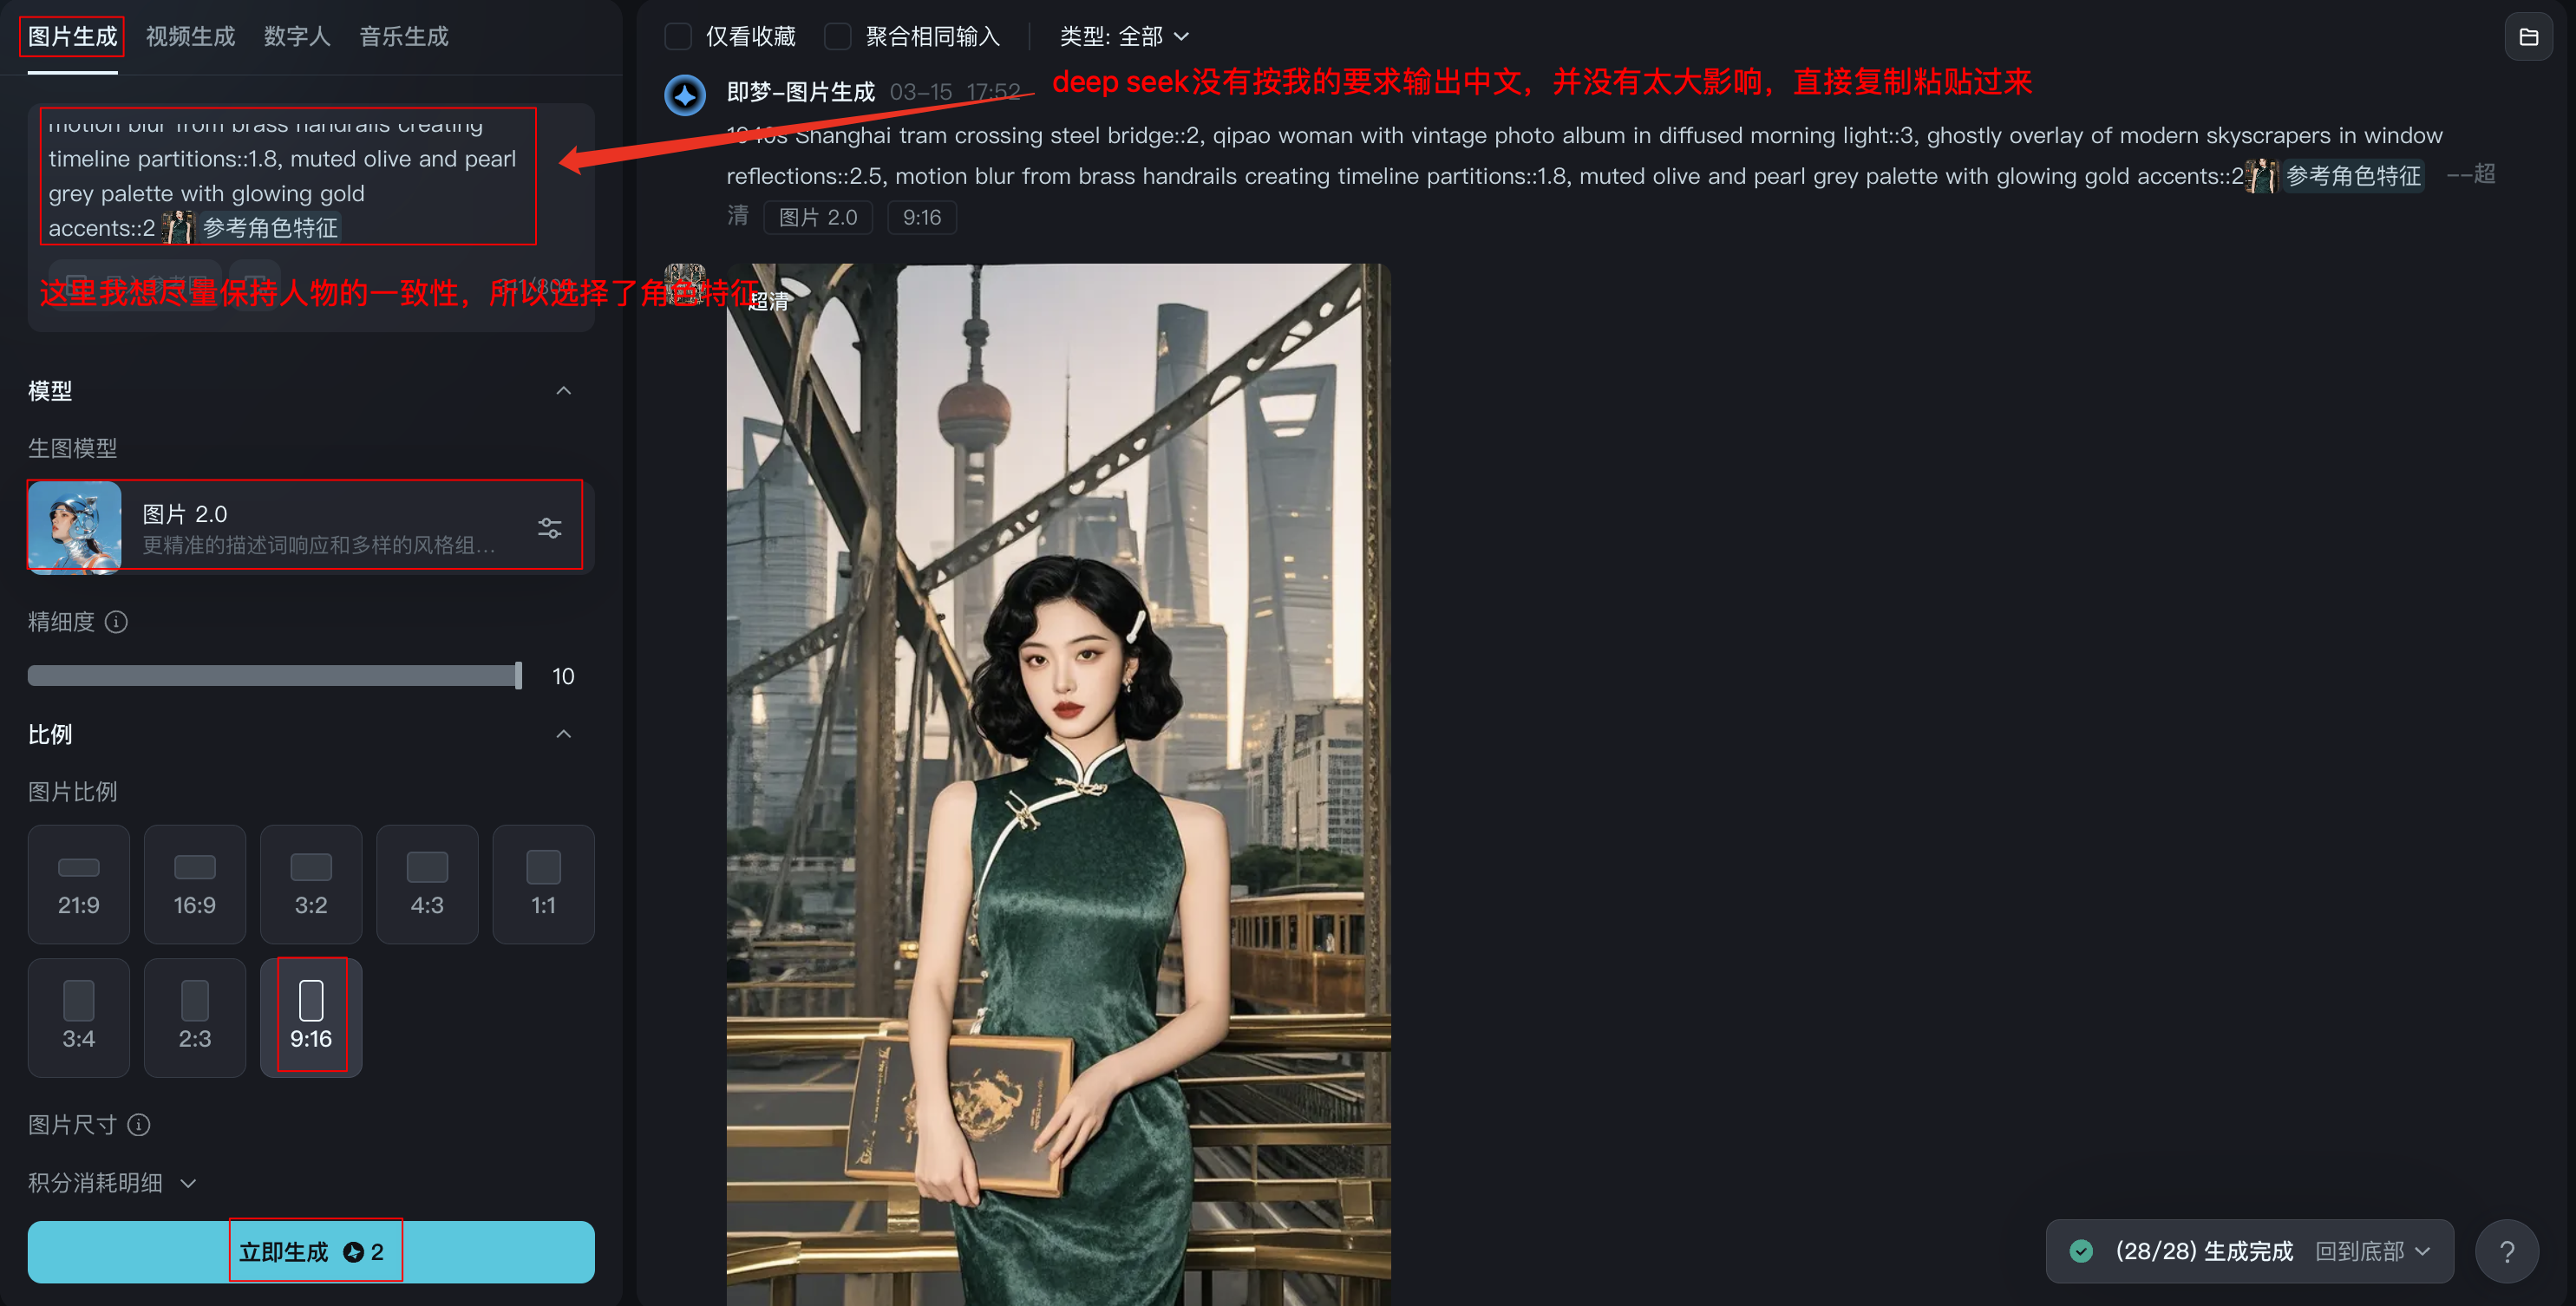 图片生成 视频生成 数字人 音乐生成
motion blur from brass handrails creating
timeline partitions::1.8, muted olive and pearl
grey palette with glowing gold
accents::2 参考角色特征
这里我想尽量保持人物的一致性，所以选择了角色特征
模型
生图模型
图片 2.0
更精准的描述词响应和多样的风格组...
精细度
10
比例
图片比例
21:9 16:9 3:2 4:3 1:1
3:4 2:3 9:16
图片尺寸
积分消耗明细
立即生成 2
仅看收藏 聚合相同输入 类型: 全部
即梦-图片生成 03-15 17:52
deep seek没有按我的要求输出中文，并没有太大影响，直接复制粘贴过来
1940s Shanghai tram crossing steel bridge::2, qipao woman with vintage photo album in diffused morning light::3, ghostly overlay of modern skyscrapers in window
reflections::2.5, motion blur from brass handrails creating timeline partitions::1.8, muted olive and pearl grey palette with glowing gold accents::2 参考角色特征 --超
清 图片 2.0 9:16
超清
(28/28) 生成完成 回到底部
?